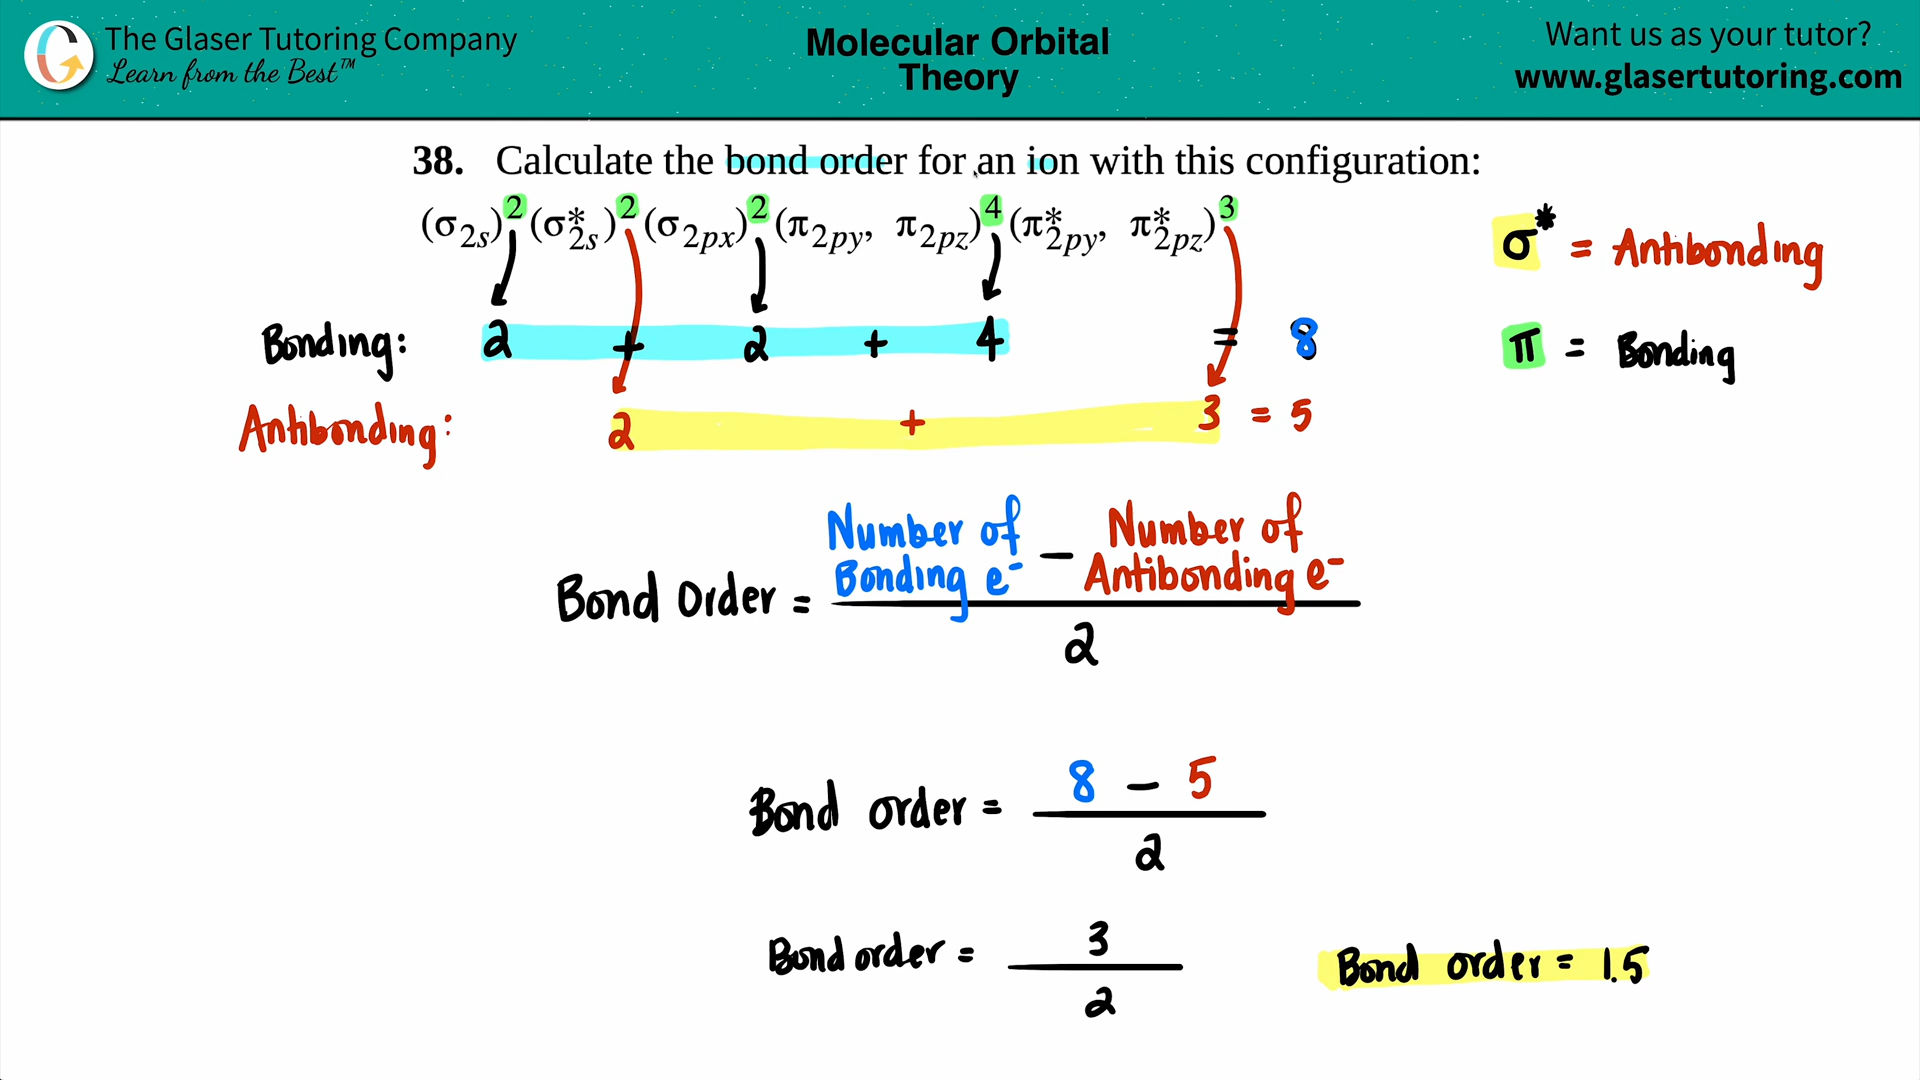 The Glaser Tutoring Company
Learn from the Best™
Molecular Orbital
Theory
Want us as your tutor?
www.glasertutoring.com
38. Calculate the bond order for an ion with this configuration:
(σ2s)2(σ*2s)2(σ2px)2(π2py, π2pz)4(π*2py, π*2pz)3
σ* = Antibonding
Bonding: 2 + 2 + 4 = 8
π = Bonding
Antibonding: 2 + 3 = 5
Number of Bonding e- − Number of Antibonding e-
Bond Order =
2
8 − 5
Bond order =
2
3
Bond order =
2
Bond order = 1.5